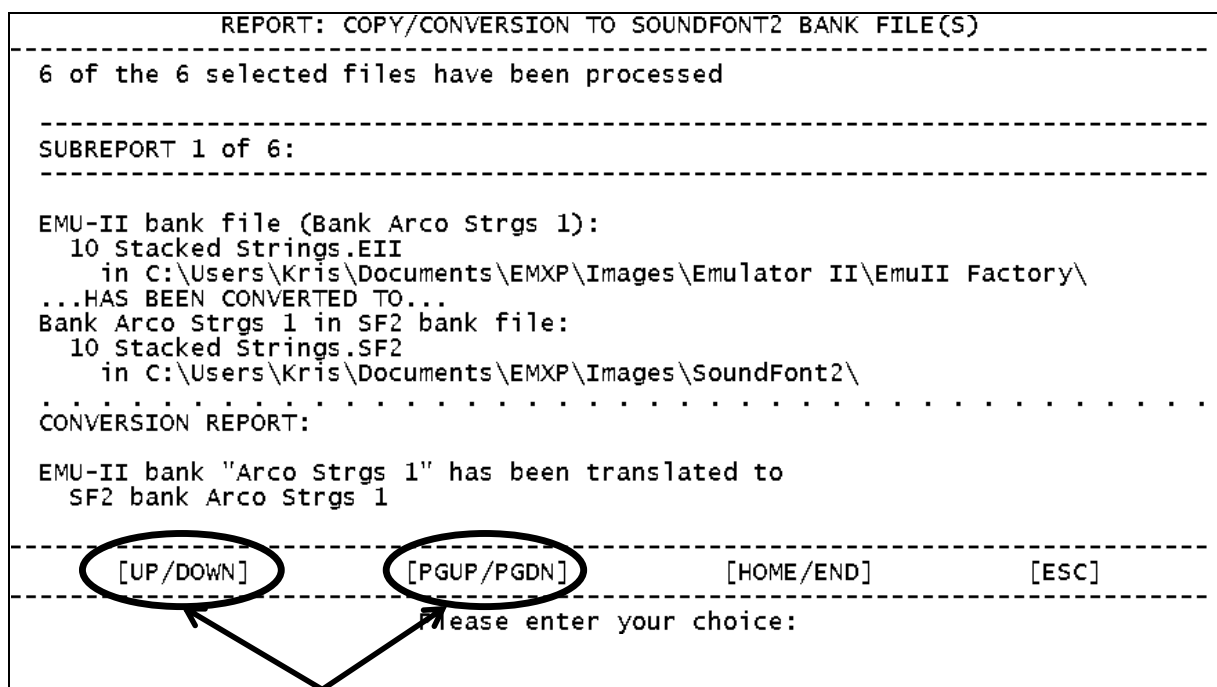 REPORT: COPY/CONVERSION TO SOUNDFONT2 BANK FILE(S)
6 of the 6 selected files have been processed
SUBREPORT 1 of 6:
EMU-II bank file (Bank Arco Strgs 1):
10 Stacked Strings.EII
in C:\Users\Kris\Documents\EMXP\Images\Emulator II\EmuII Factory\
...HAS BEEN CONVERTED TO...
Bank Arco Strgs 1 in SF2 bank file:
10 Stacked Strings.SF2
in C:\Users\Kris\Documents\EMXP\Images\SoundFont2\
CONVERSION REPORT:
EMU-II bank "Arco Strgs 1" has been translated to
SF2 bank Arco Strgs 1
[UP/DOWN] [PGUP/PGDN] [HOME/END] [ESC]
Please enter your choice: